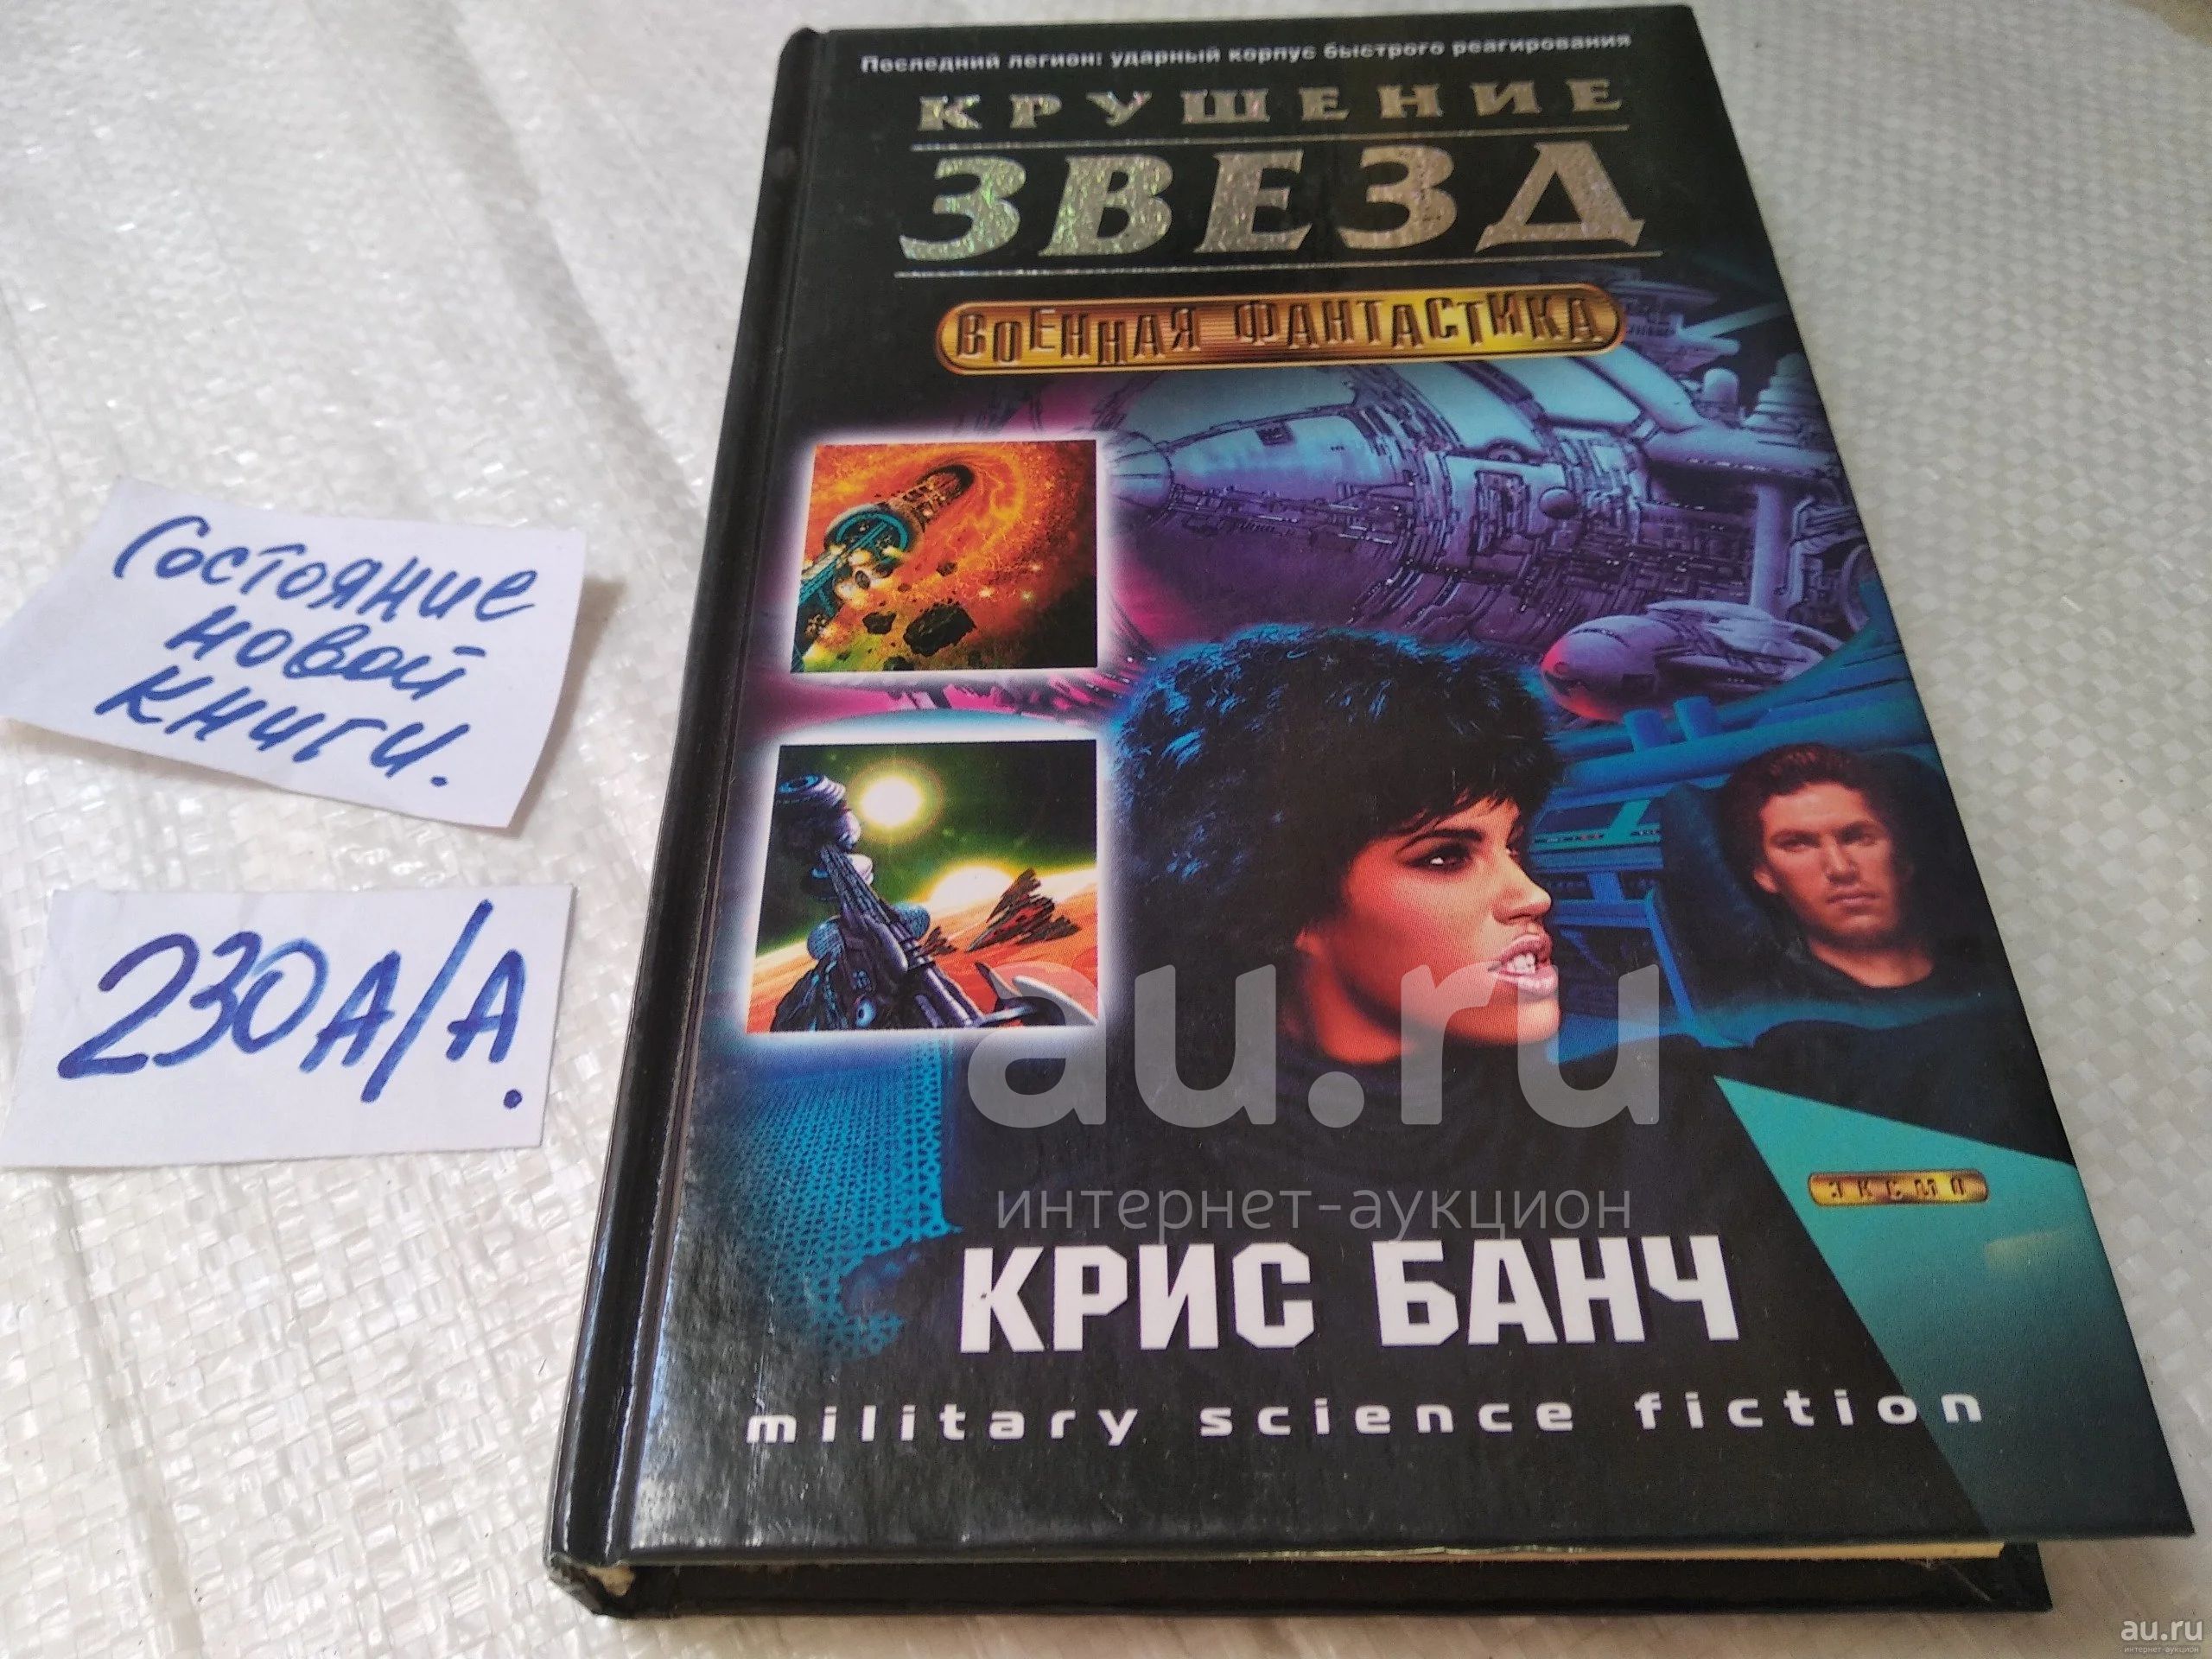 Последний легион: ударный корпус быстрого реагирования
КРУШЕНИЕ
ЗВЕЗД
ВОЕННАЯ ФАНТАСТИКА
Состояние
новой
книги.
230А/А.
au.ru
интернет-аукцион
ЭКСМО
КРИС БАНЧ
military science fiction
au.ru
интернет-аукцион